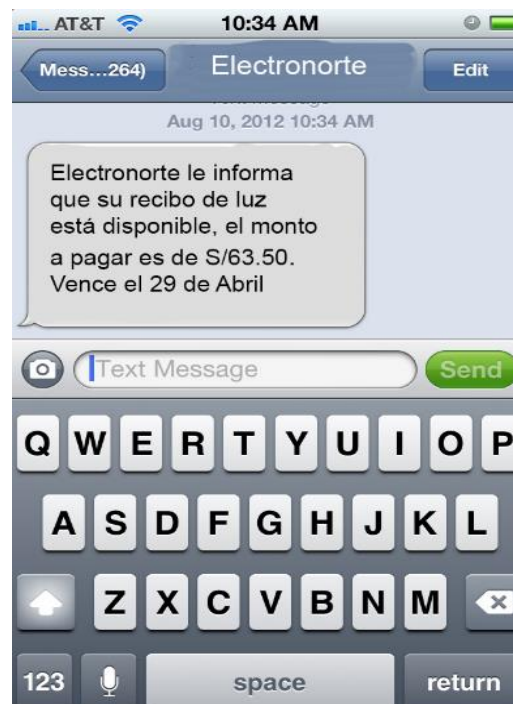 AT&T 10:34 AM
Mess...264) Electronorte Edit
Aug 10, 2012 10:34 AM
Electronorte le informa
que su recibo de luz
está disponible, el monto
a pagar es de S/63.50.
Vence el 29 de Abril
Text Message Send
Q W E R T Y U I O P
A S D F G H J K L
Z X C V B N M
123 space return